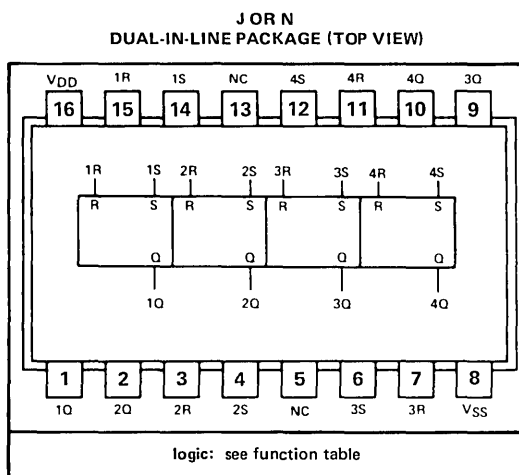 J OR N
DUAL-IN-LINE PACKAGE (TOP VIEW)
VDD 1R 1S NC 4S 4R 4Q 3Q
16 15 14 13 12 11 10 9
1R 1S 2R 2S 3R 3S 4R 4S
R S R S R S R S
Q Q Q Q
1Q 2Q 3Q 4Q
1 2 3 4 5 6 7 8
1Q 2Q 2R 2S NC 3S 3R VSS
logic: see function table